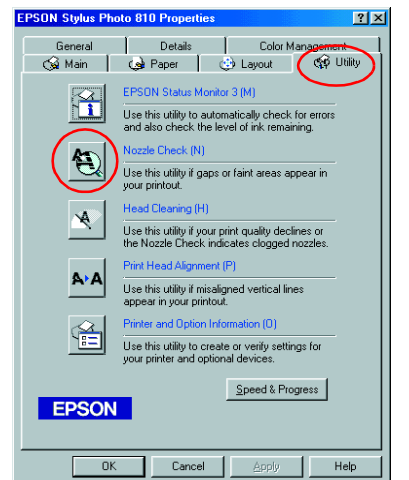 EPSON Stylus Photo 810 Properties
General Details Color Management
Main Paper Layout Utility
EPSON Status Monitor 3 (M)
Use this utility to automatically check for errors
and also check the level of ink remaining.
Nozzle Check (N)
Use this utility if gaps or faint areas appear in
your printout.
Head Cleaning (H)
Use this utility if your print quality declines or
the Nozzle Check indicates clogged nozzles.
Print Head Alignment (P)
Use this utility if misaligned vertical lines
appear in your printout.
Printer and Option Information (O)
Use this utility to create or verify settings for
your printer and optional devices.
Speed & Progress
EPSON
OK Cancel Apply Help